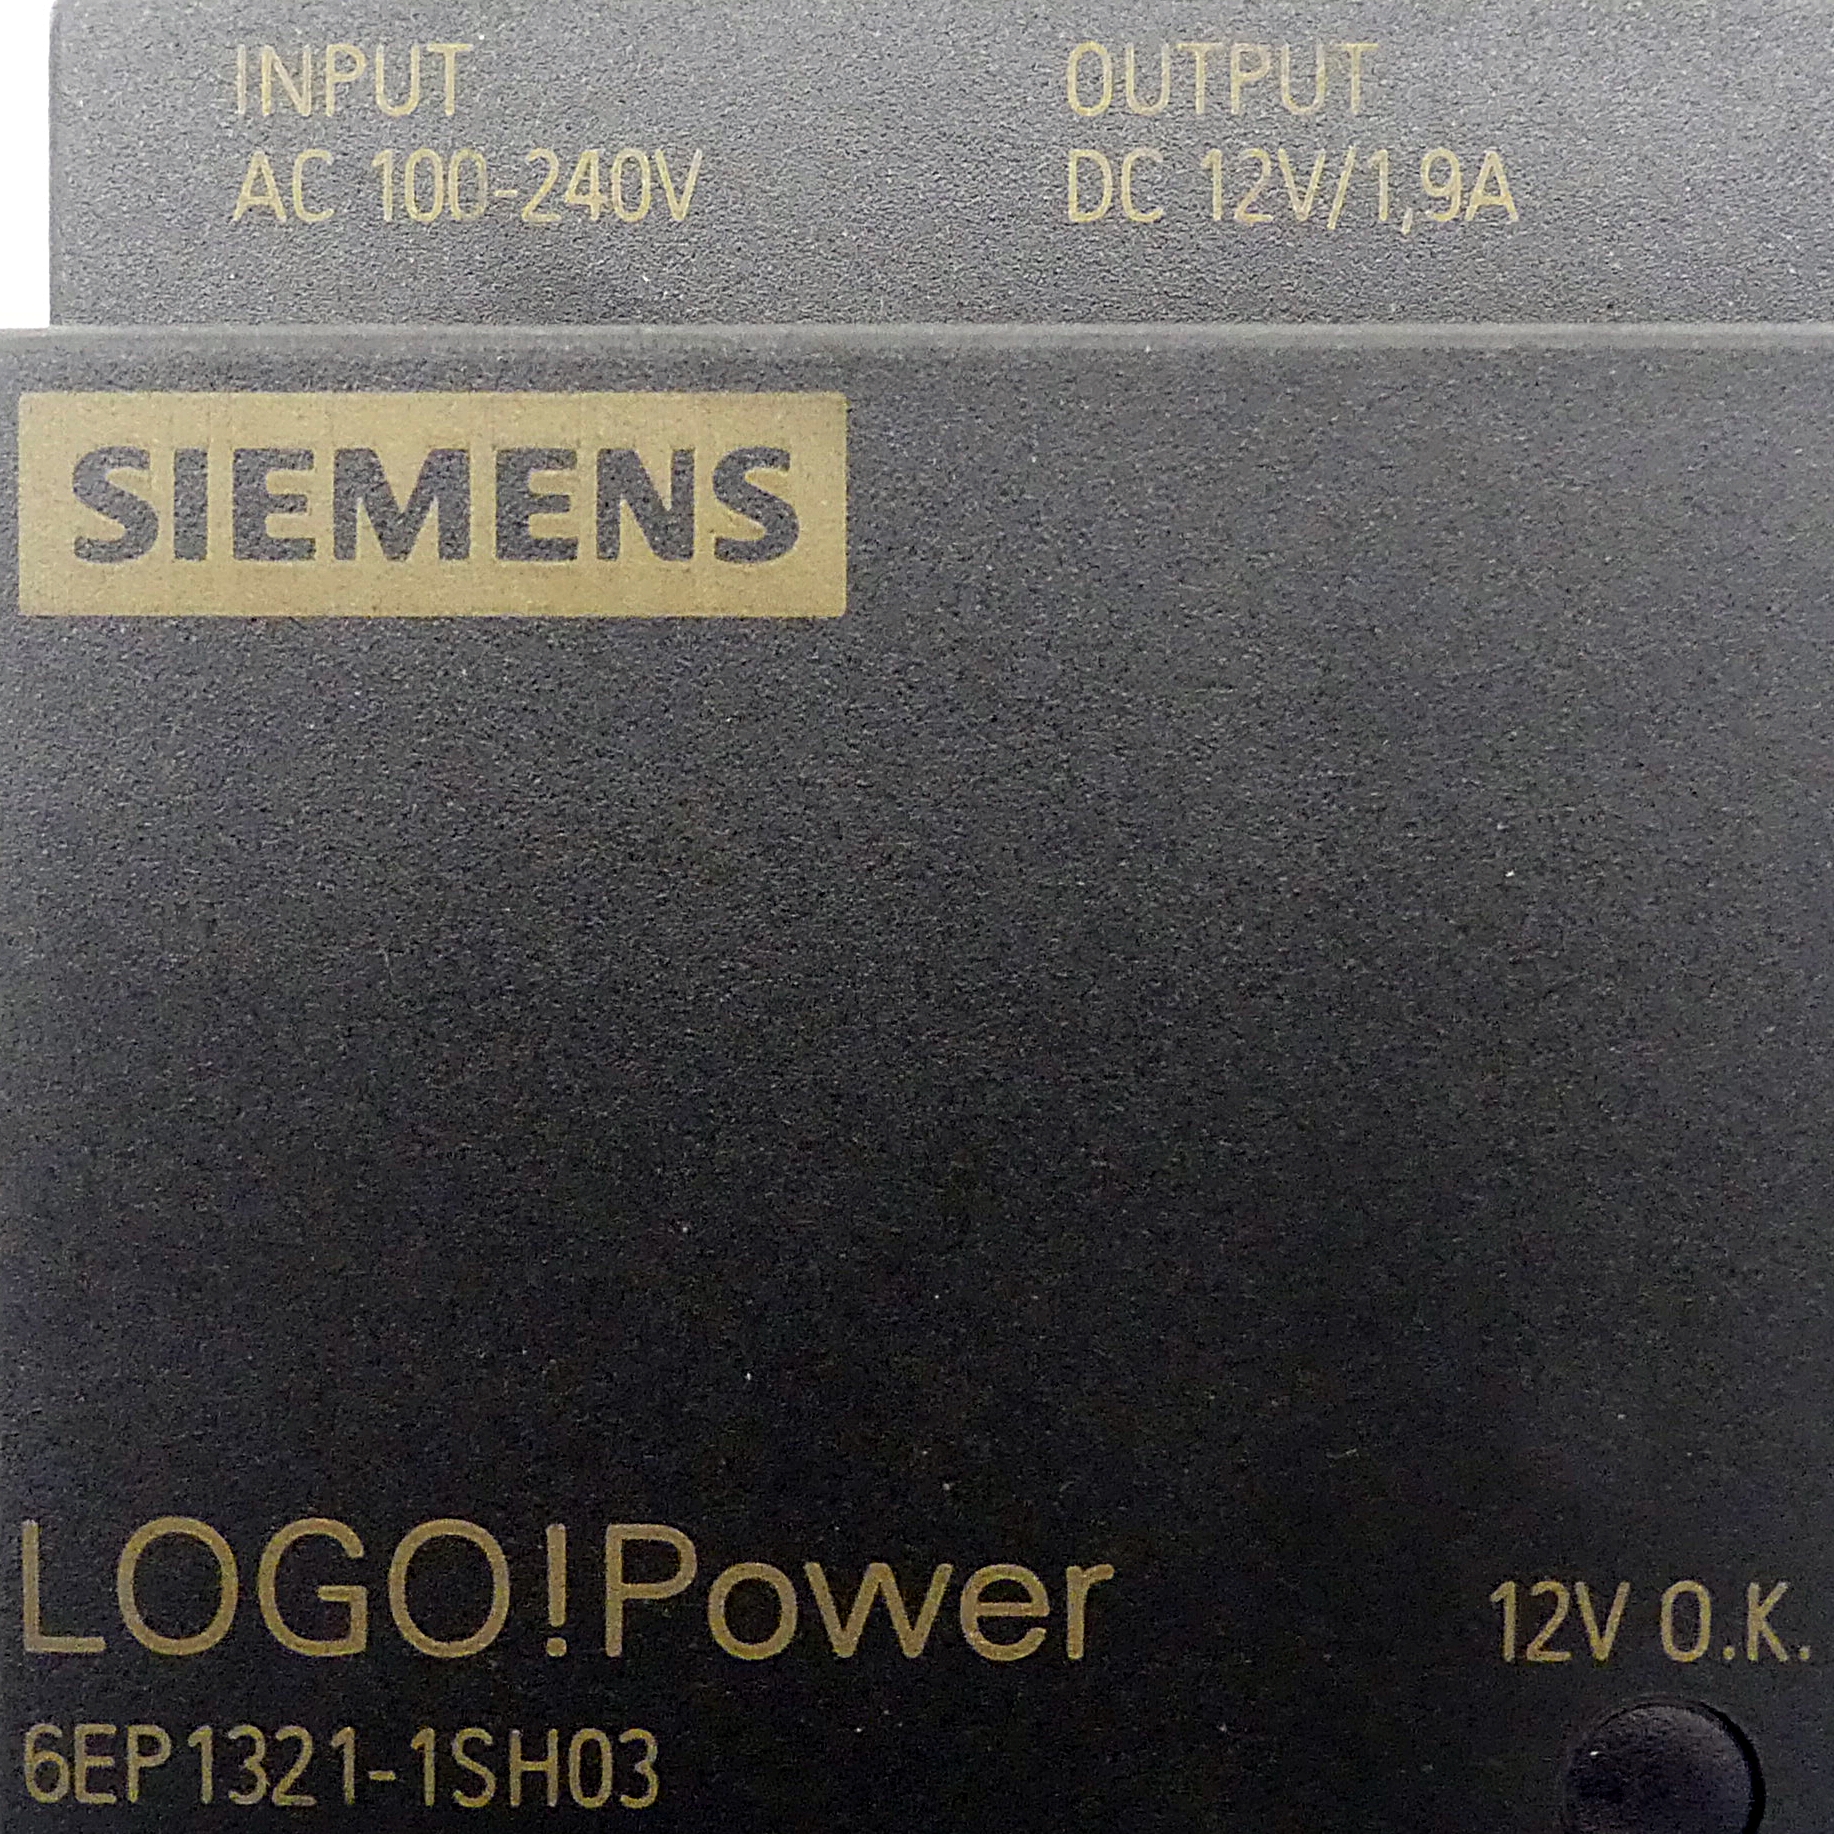 INPUT
AC 100-240V
OUTPUT
DC 12V/1,9A
SIEMENS
LOGO!Power
12V O.K.
6EP1321-1SH03